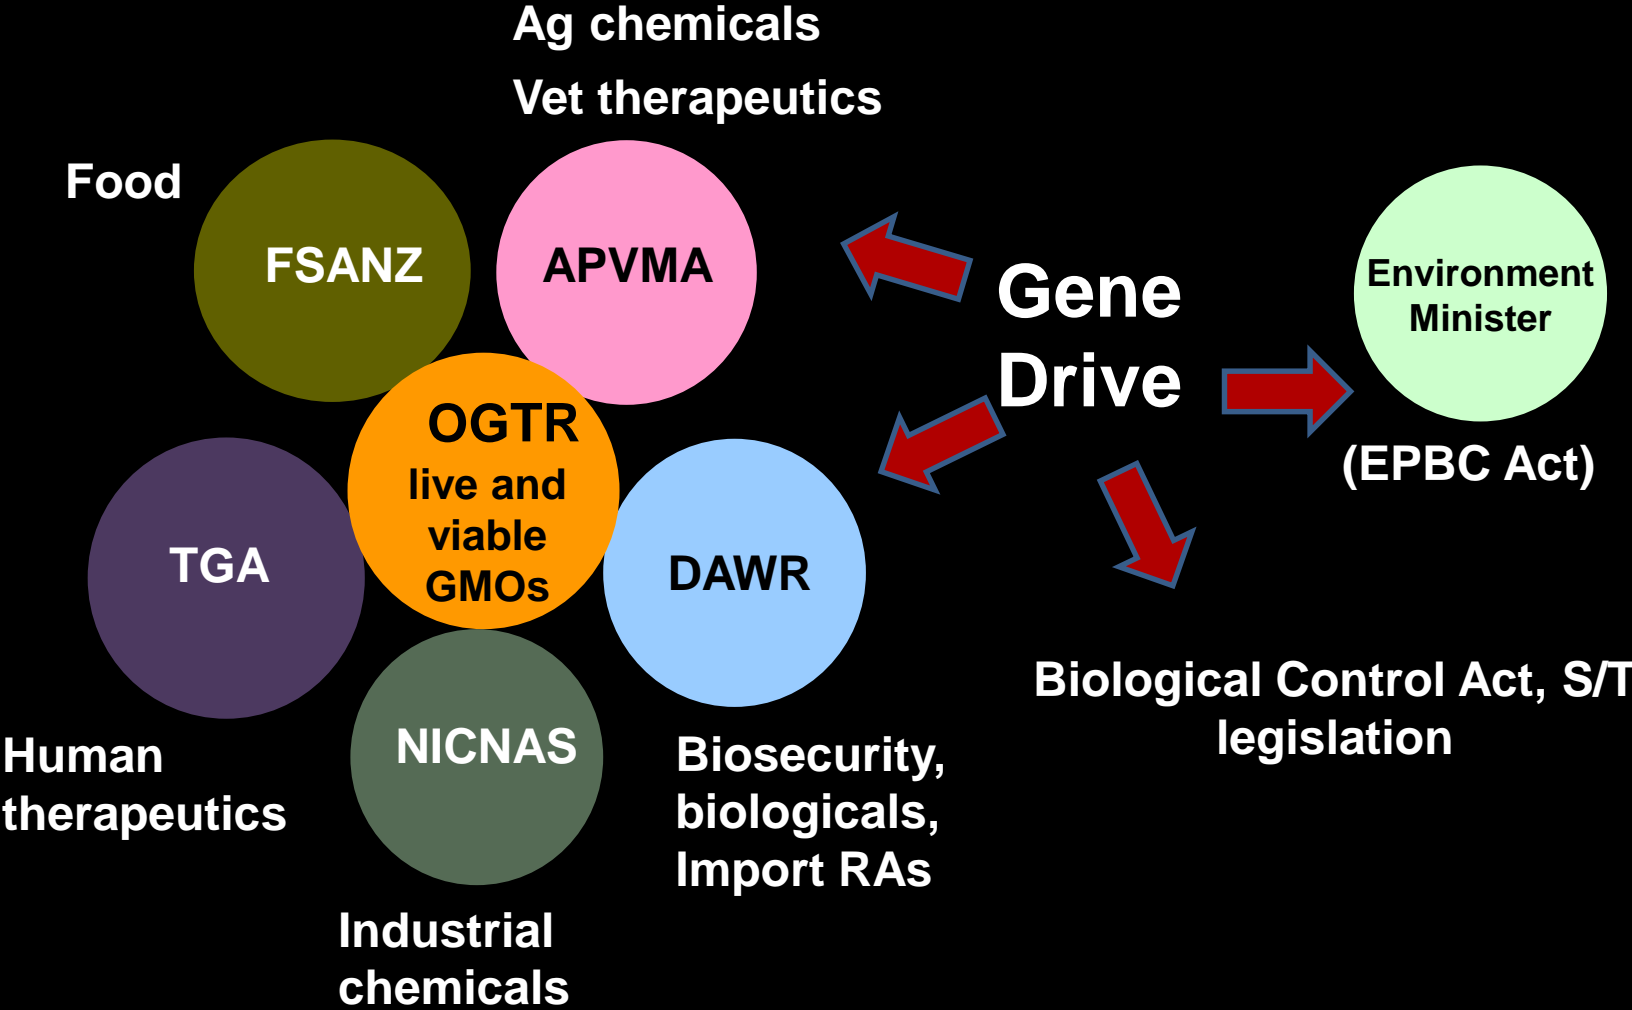 Ag chemicals
Vet therapeutics
Food
FSANZ
APVMA
Gene
Drive
Environment
Minister
(EPBC Act)
OGTR
live and
viable
GMOs
TGA
DAWR
NICNAS
Biological Control Act, S/T
legislation
Human
therapeutics
Biosecurity,
biologicals,
Import RAs
Industrial
chemicals